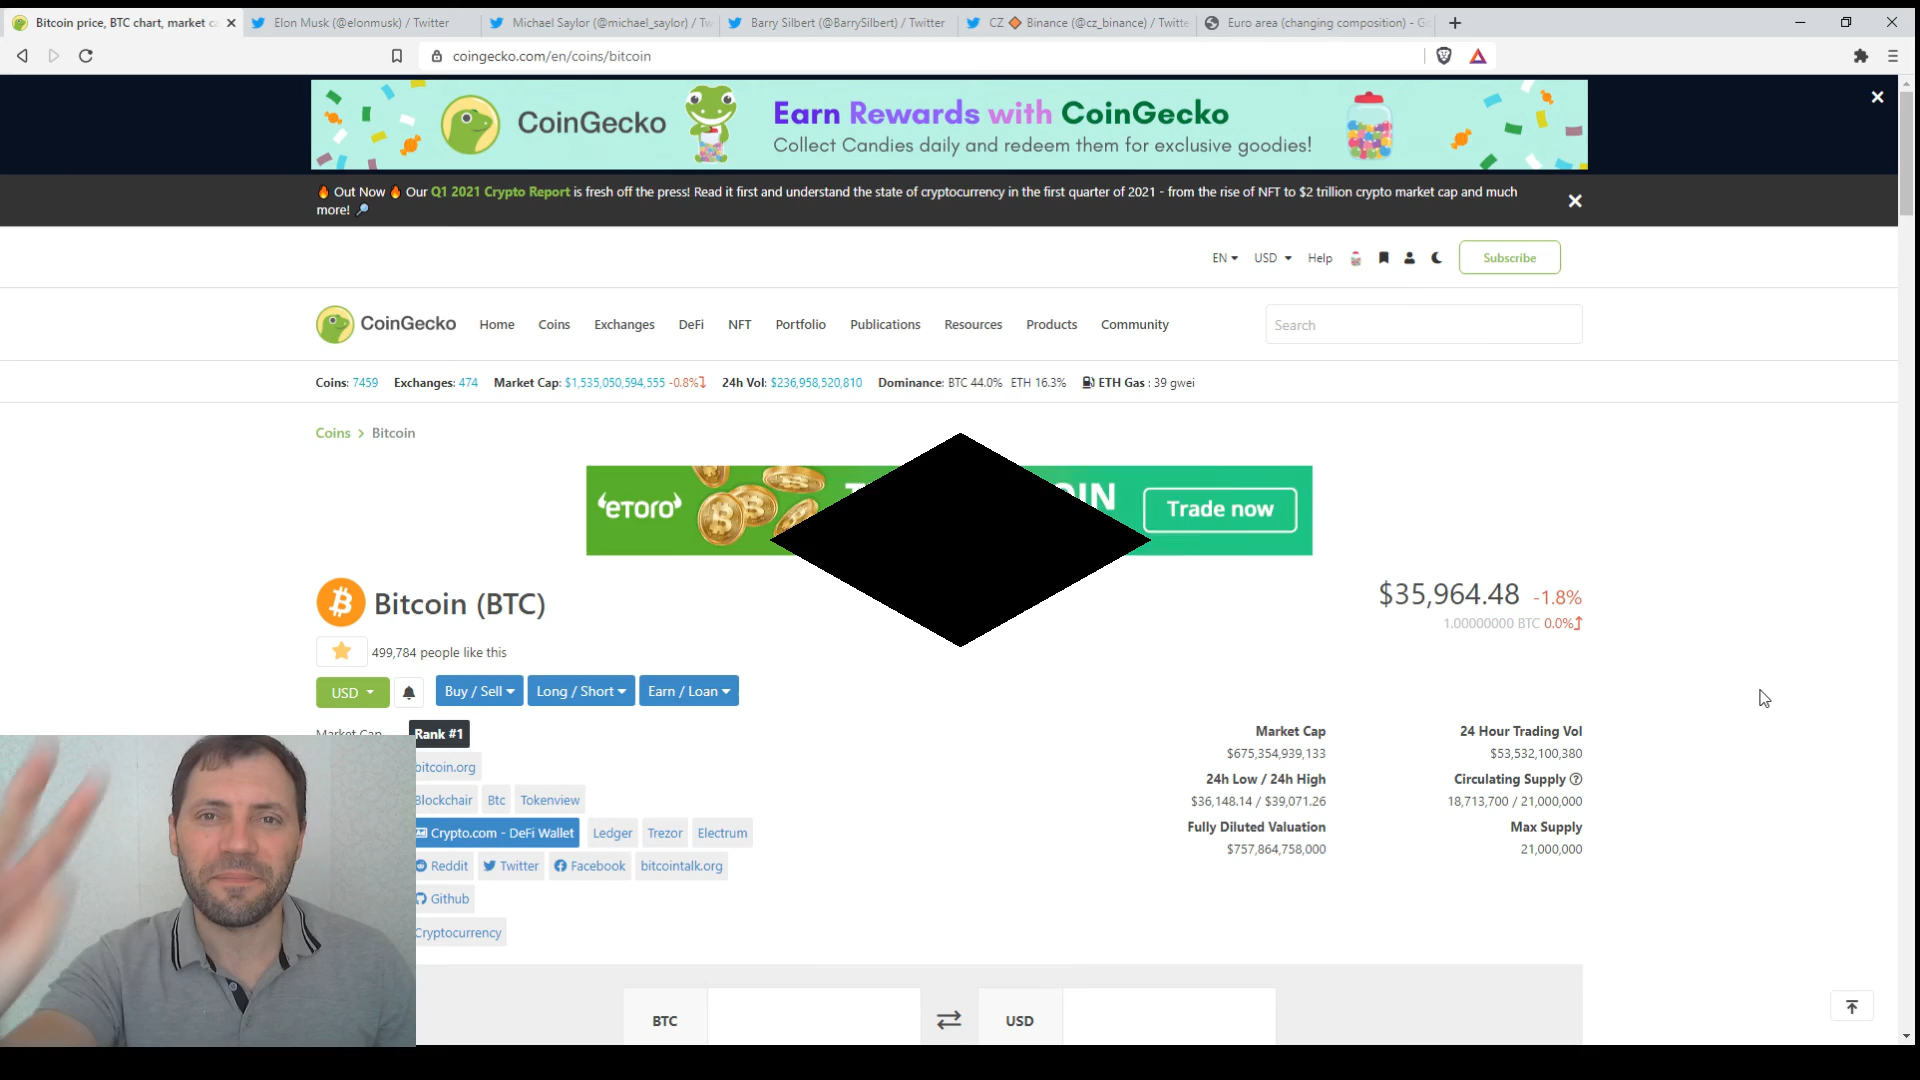 Bitcoin price, BTC chart, market c
Elon Musk (@elonmusk) / Twitter
Michael Saylor (@michael_saylor) / Tw
Barry Silbert (@BarrySilbert) / Twitter
CZ Binance (@cz_binance) / Twitte
Euro area (changing composition) - G
coingecko.com/en/coins/bitcoin
CoinGecko
Earn Rewards with CoinGecko
Collect Candies daily and redeem them for exclusive goodies!
🔥 Out Now 🔥 Our Q1 2021 Crypto Report is fresh off the press! Read it first and understand the state of cryptocurrency in the first quarter of 2021 - from the rise of NFT to $2 trillion crypto market cap and much
more! 🔎
EN USD Help Subscribe
CoinGecko Home Coins Exchanges DeFi NFT Portfolio Publications Resources Products Community Search
Coins: 7459 Exchanges: 474 Market Cap: $1,535,050,594,555 -0.8% 24h Vol: $236,958,520,810 Dominance: BTC 44.0% ETH 16.3% ETH Gas : 39 gwei
Coins > Bitcoin
eTORO
Trade now
Bitcoin (BTC)
$35,964.48 -1.8%
1.00000000 BTC 0.0%
499,784 people like this
USD Buy / Sell Long / Short Earn / Loan
Market Cap Rank #1
bitcoin.org
Blockchair Btc Tokenview
Crypto.com - DeFi Wallet Ledger Trezor Electrum
Reddit Twitter Facebook bitcointalk.org
Github
Cryptocurrency
Market Cap
$675,354,939,133
24 Hour Trading Vol
$53,532,100,380
24h Low / 24h High
$36,148.14 / $39,071.26
Circulating Supply
18,713,700 / 21,000,000
Fully Diluted Valuation
$757,864,758,000
Max Supply
21,000,000
BTC
USD